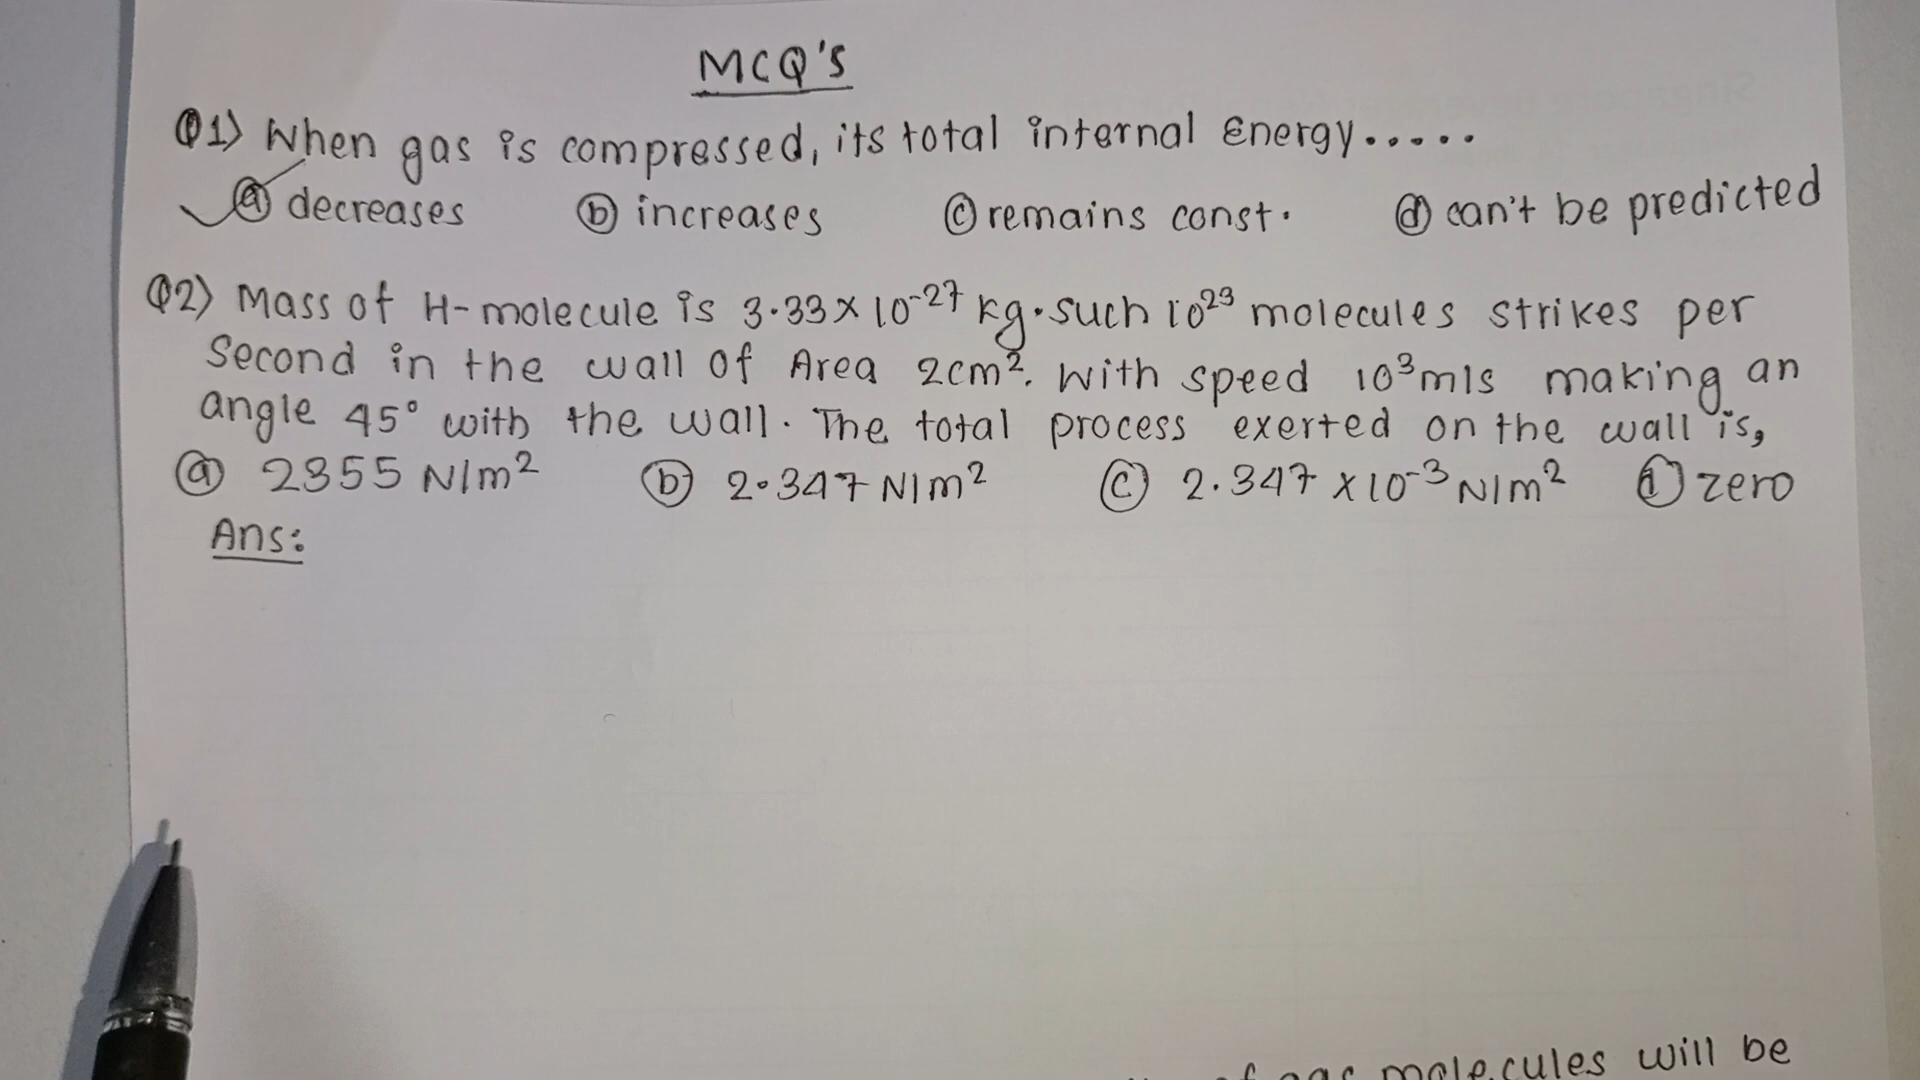 MCQ's
Q1) When gas is compressed, its total internal Energy.....
ⓐ decreases ⓑ increases ⓒ remains const. ⓓ can't be predicted
Q2) Mass of H-molecule is 3.33 x 10⁻²⁷ kg. such 10²³ molecules strikes per
Second in the wall of Area 2cm². With speed 10³m/s making an
angle 45° with the wall. The total process exerted on the wall is,
ⓐ 2355 N/m² ⓑ 2.347 N/m² ⓒ 2.347 x 10⁻³ N/m² ⓓ zero
Ans:
molecules will be